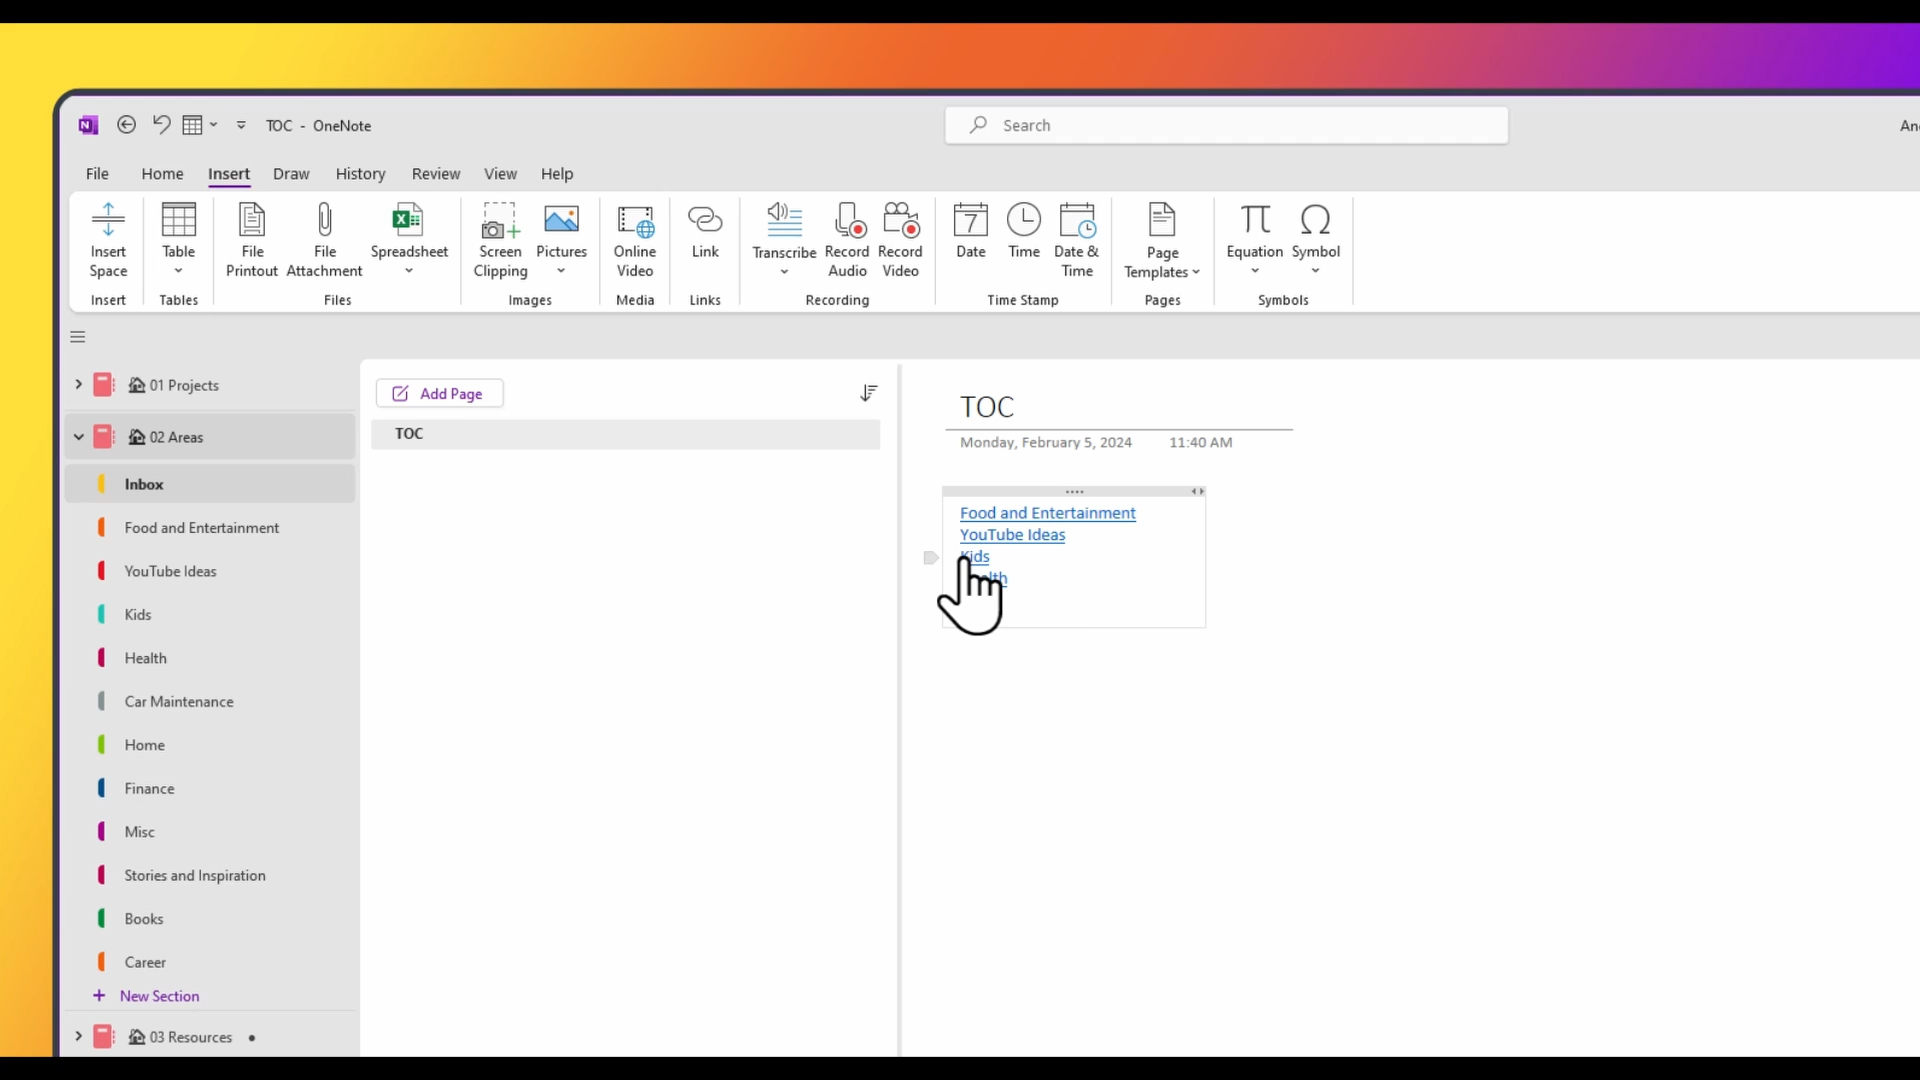 TOC - OneNote
Search
File Home Insert Draw History Review View Help
Insert Space
Table
File Printout
File Attachment
Spreadsheet
Screen Clipping
Pictures
Online Video
Link
Transcribe
Record Audio
Record Video
7
Date
Time
Date & Time
Page Templates
Equation
Symbol
Insert Tables Files Images Media Links Recording Time Stamp Pages Symbols
01 Projects
02 Areas
Inbox
Food and Entertainment
YouTube Ideas
Kids
Health
Car Maintenance
Home
Finance
Misc
Stories and Inspiration
Books
Career
+ New Section
03 Resources
Add Page
TOC
TOC
Monday, February 5, 2024 11:40 AM
Food and Entertainment
YouTube Ideas
Kids